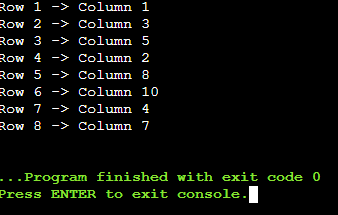 Row 1 -> Column 1
Row 2 -> Column 3
Row 3 -> Column 5
Row 4 -> Column 2
Row 5 -> Column 8
Row 6 -> Column 10
Row 7 -> Column 4
Row 8 -> Column 7
...Program finished with exit code 0
Press ENTER to exit console.